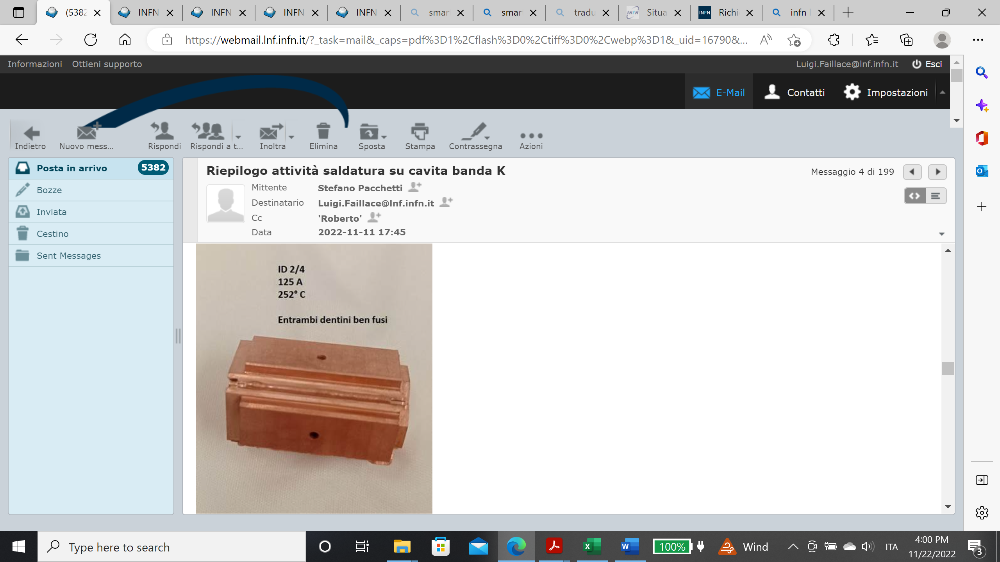 (5382
INFN
INFN
INFN
INFN
smar
smar
tradu
Situa
INFN
Richi
infn
https://webmail.lnf.infn.it/?_task=mail&_caps=pdf%3D1%2Cflash%3D0%2Ctiff%3D0%2Cwebp%3D1&_uid=16790&...
Informazioni
Ottieni supporto
Luigi.Faillace@lnf.infn.it
Esci
E-Mail
Contatti
Impostazioni
Indietro
Nuovo mess...
Rispondi
Rispondi a t...
Inoltra
Elimina
Sposta
Stampa
Contrassegna
Azioni
Posta in arrivo
5382
Bozze
Inviata
Cestino
Sent Messages
Riepilogo attività saldatura su cavita banda K
Messaggio 4 di 199
Mittente Stefano Pacchetti
Destinatario Luigi.Faillace@lnf.infn.it
Cc 'Roberto'
Data 2022-11-11 17:45
ID 2/4
125 A
252° C
Entrambi dentini ben fusi
Type here to search
100%
Wind
ITA
4:00 PM
11/22/2022
3